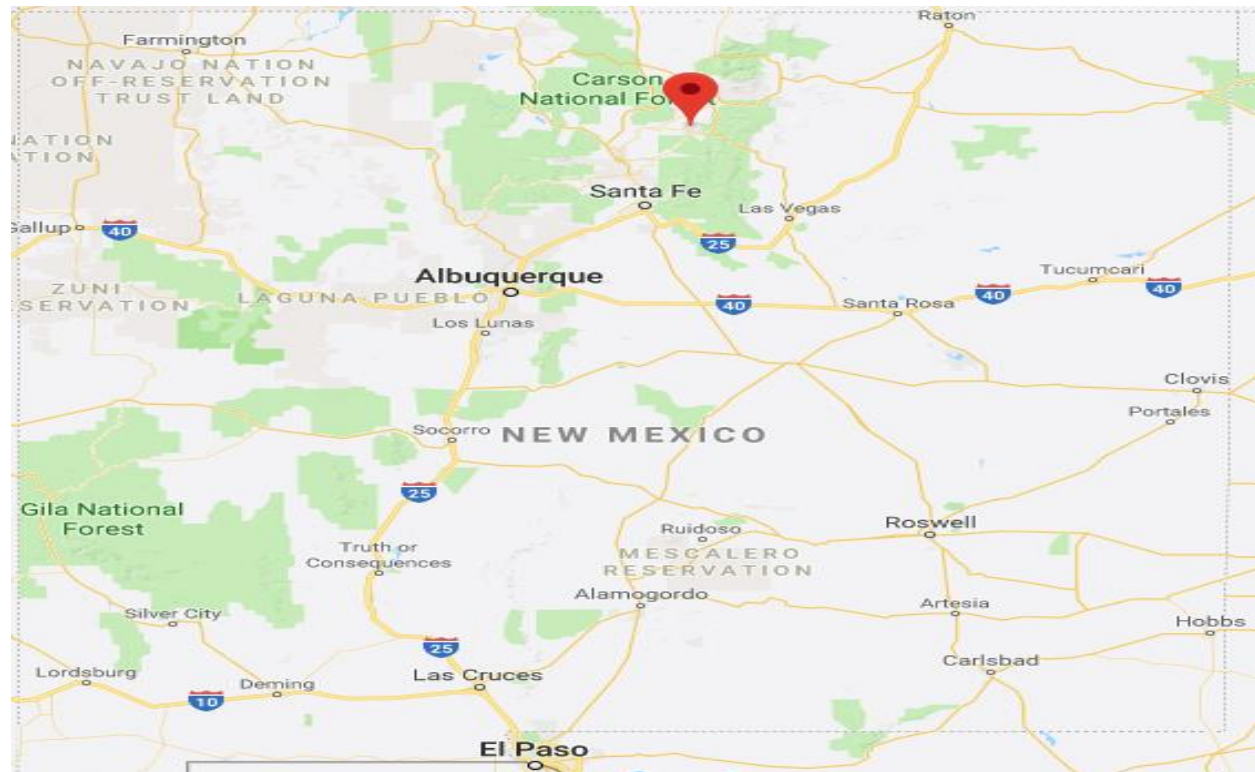 Raton
Farmington
NAVAJO NATION
OFF-RESERVATION
TRUST LAND
Carson
National Fo
NATION
ATION
Santa Fe
Las Vegas
Gallup
40
25
Albuquerque
Tucumcari
ZUNI
SERVATION
LAGUNA PUEBLO
40
40
40
Santa Rosa
Los Lunas
Clovis
Portales
Socorro
NEW MEXICO
25
Gila National
Forest
Roswell
Ruidoso
Truth or
Consequences
MESCALERO
RESERVATION
Alamogordo
Artesia
Silver City
Hobbs
25
Carlsbad
Lordsburg
Deming
Las Cruces
10
El Paso